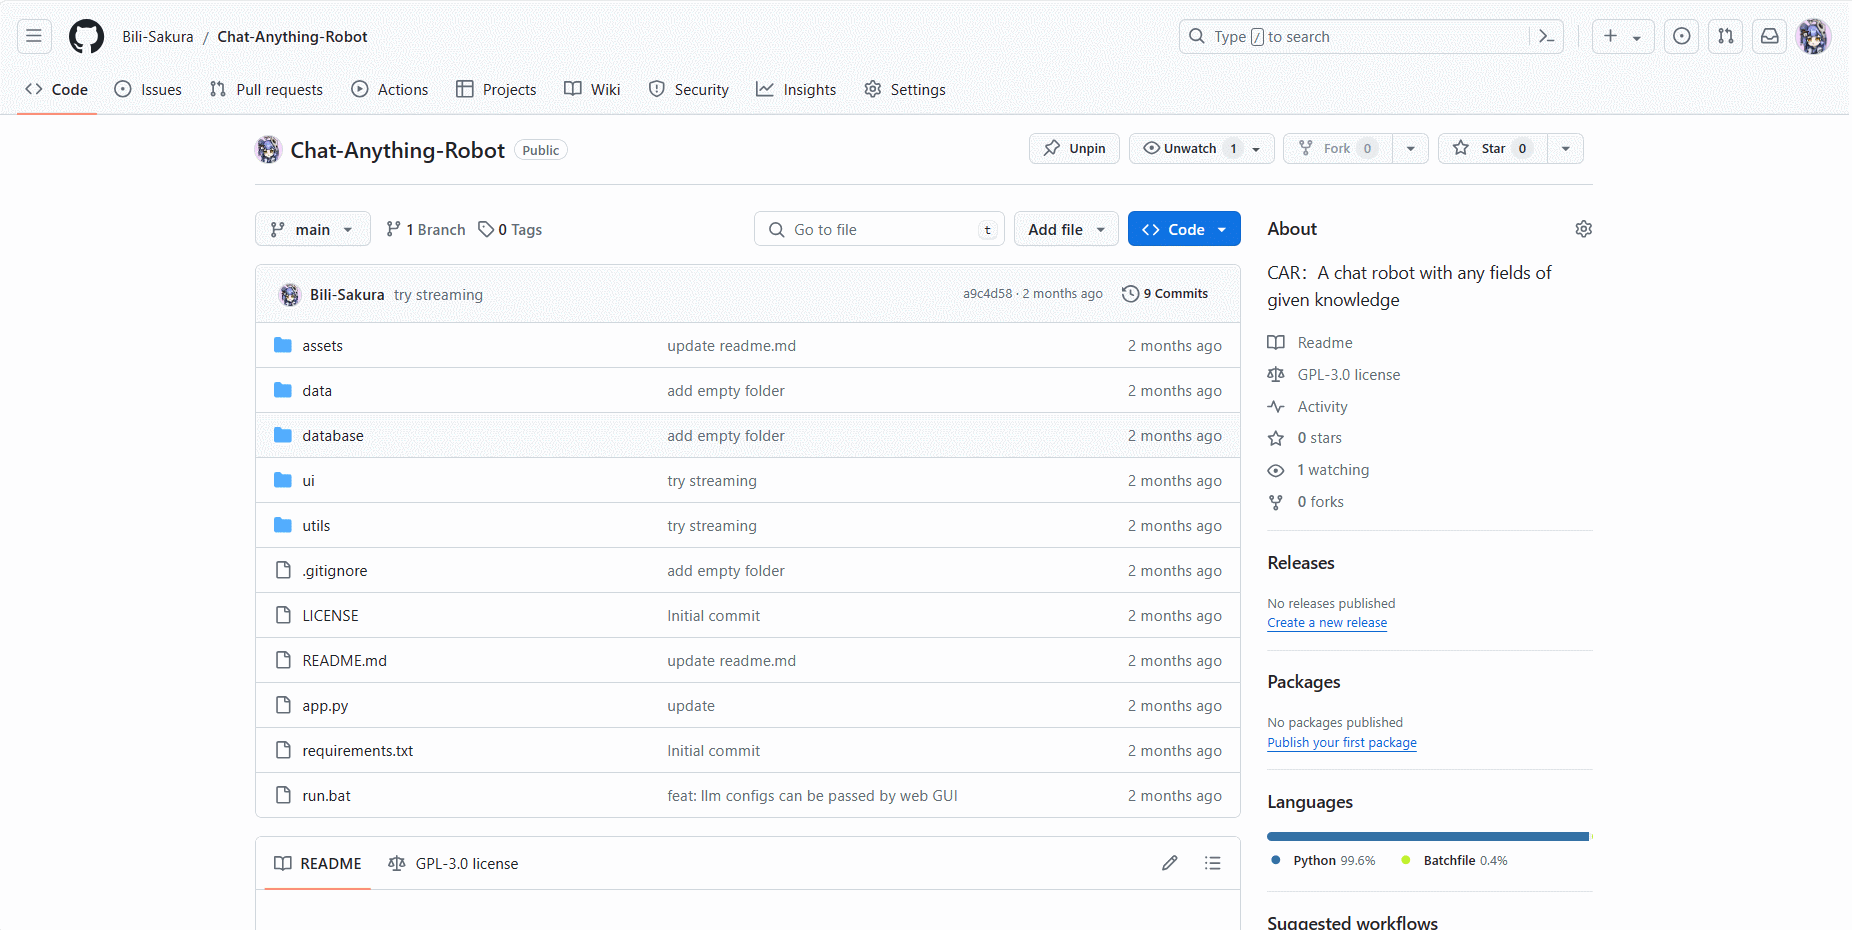 Bili-Sakura / Chat-Anything-Robot
Type / to search
Code Issues Pull requests Actions Projects Wiki Security Insights Settings
Chat-Anything-Robot Public
Unpin Unwatch 1 Fork 0 Star 0
main 1 Branch 0 Tags
Go to file t Add file Code
Bili-Sakura try streaming a9c4d58 · 2 months ago 9 Commits
assets update readme.md 2 months ago
data add empty folder 2 months ago
database add empty folder 2 months ago
ui try streaming 2 months ago
utils try streaming 2 months ago
.gitignore add empty folder 2 months ago
LICENSE Initial commit 2 months ago
README.md update readme.md 2 months ago
app.py update 2 months ago
requirements.txt Initial commit 2 months ago
run.bat feat: llm configs can be passed by web GUI 2 months ago
README GPL-3.0 license
About
CAR：A chat robot with any fields of
given knowledge
Readme
GPL-3.0 license
Activity
0 stars
1 watching
0 forks
Releases
No releases published
Create a new release
Packages
No packages published
Publish your first package
Languages
Python 99.6% Batchfile 0.4%
Suggested workflows